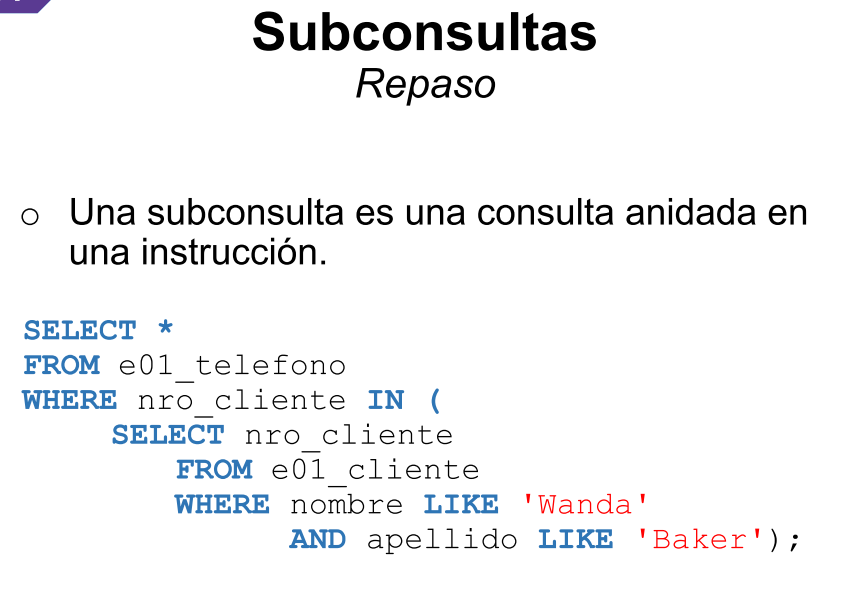 Subconsultas
Repaso
o Una subconsulta es una consulta anidada en
una instrucción.
SELECT *
FROM e01_telefono
WHERE nro_cliente IN (
SELECT nro_cliente
FROM e01_cliente
WHERE nombre LIKE 'Wanda'
AND apellido LIKE 'Baker');